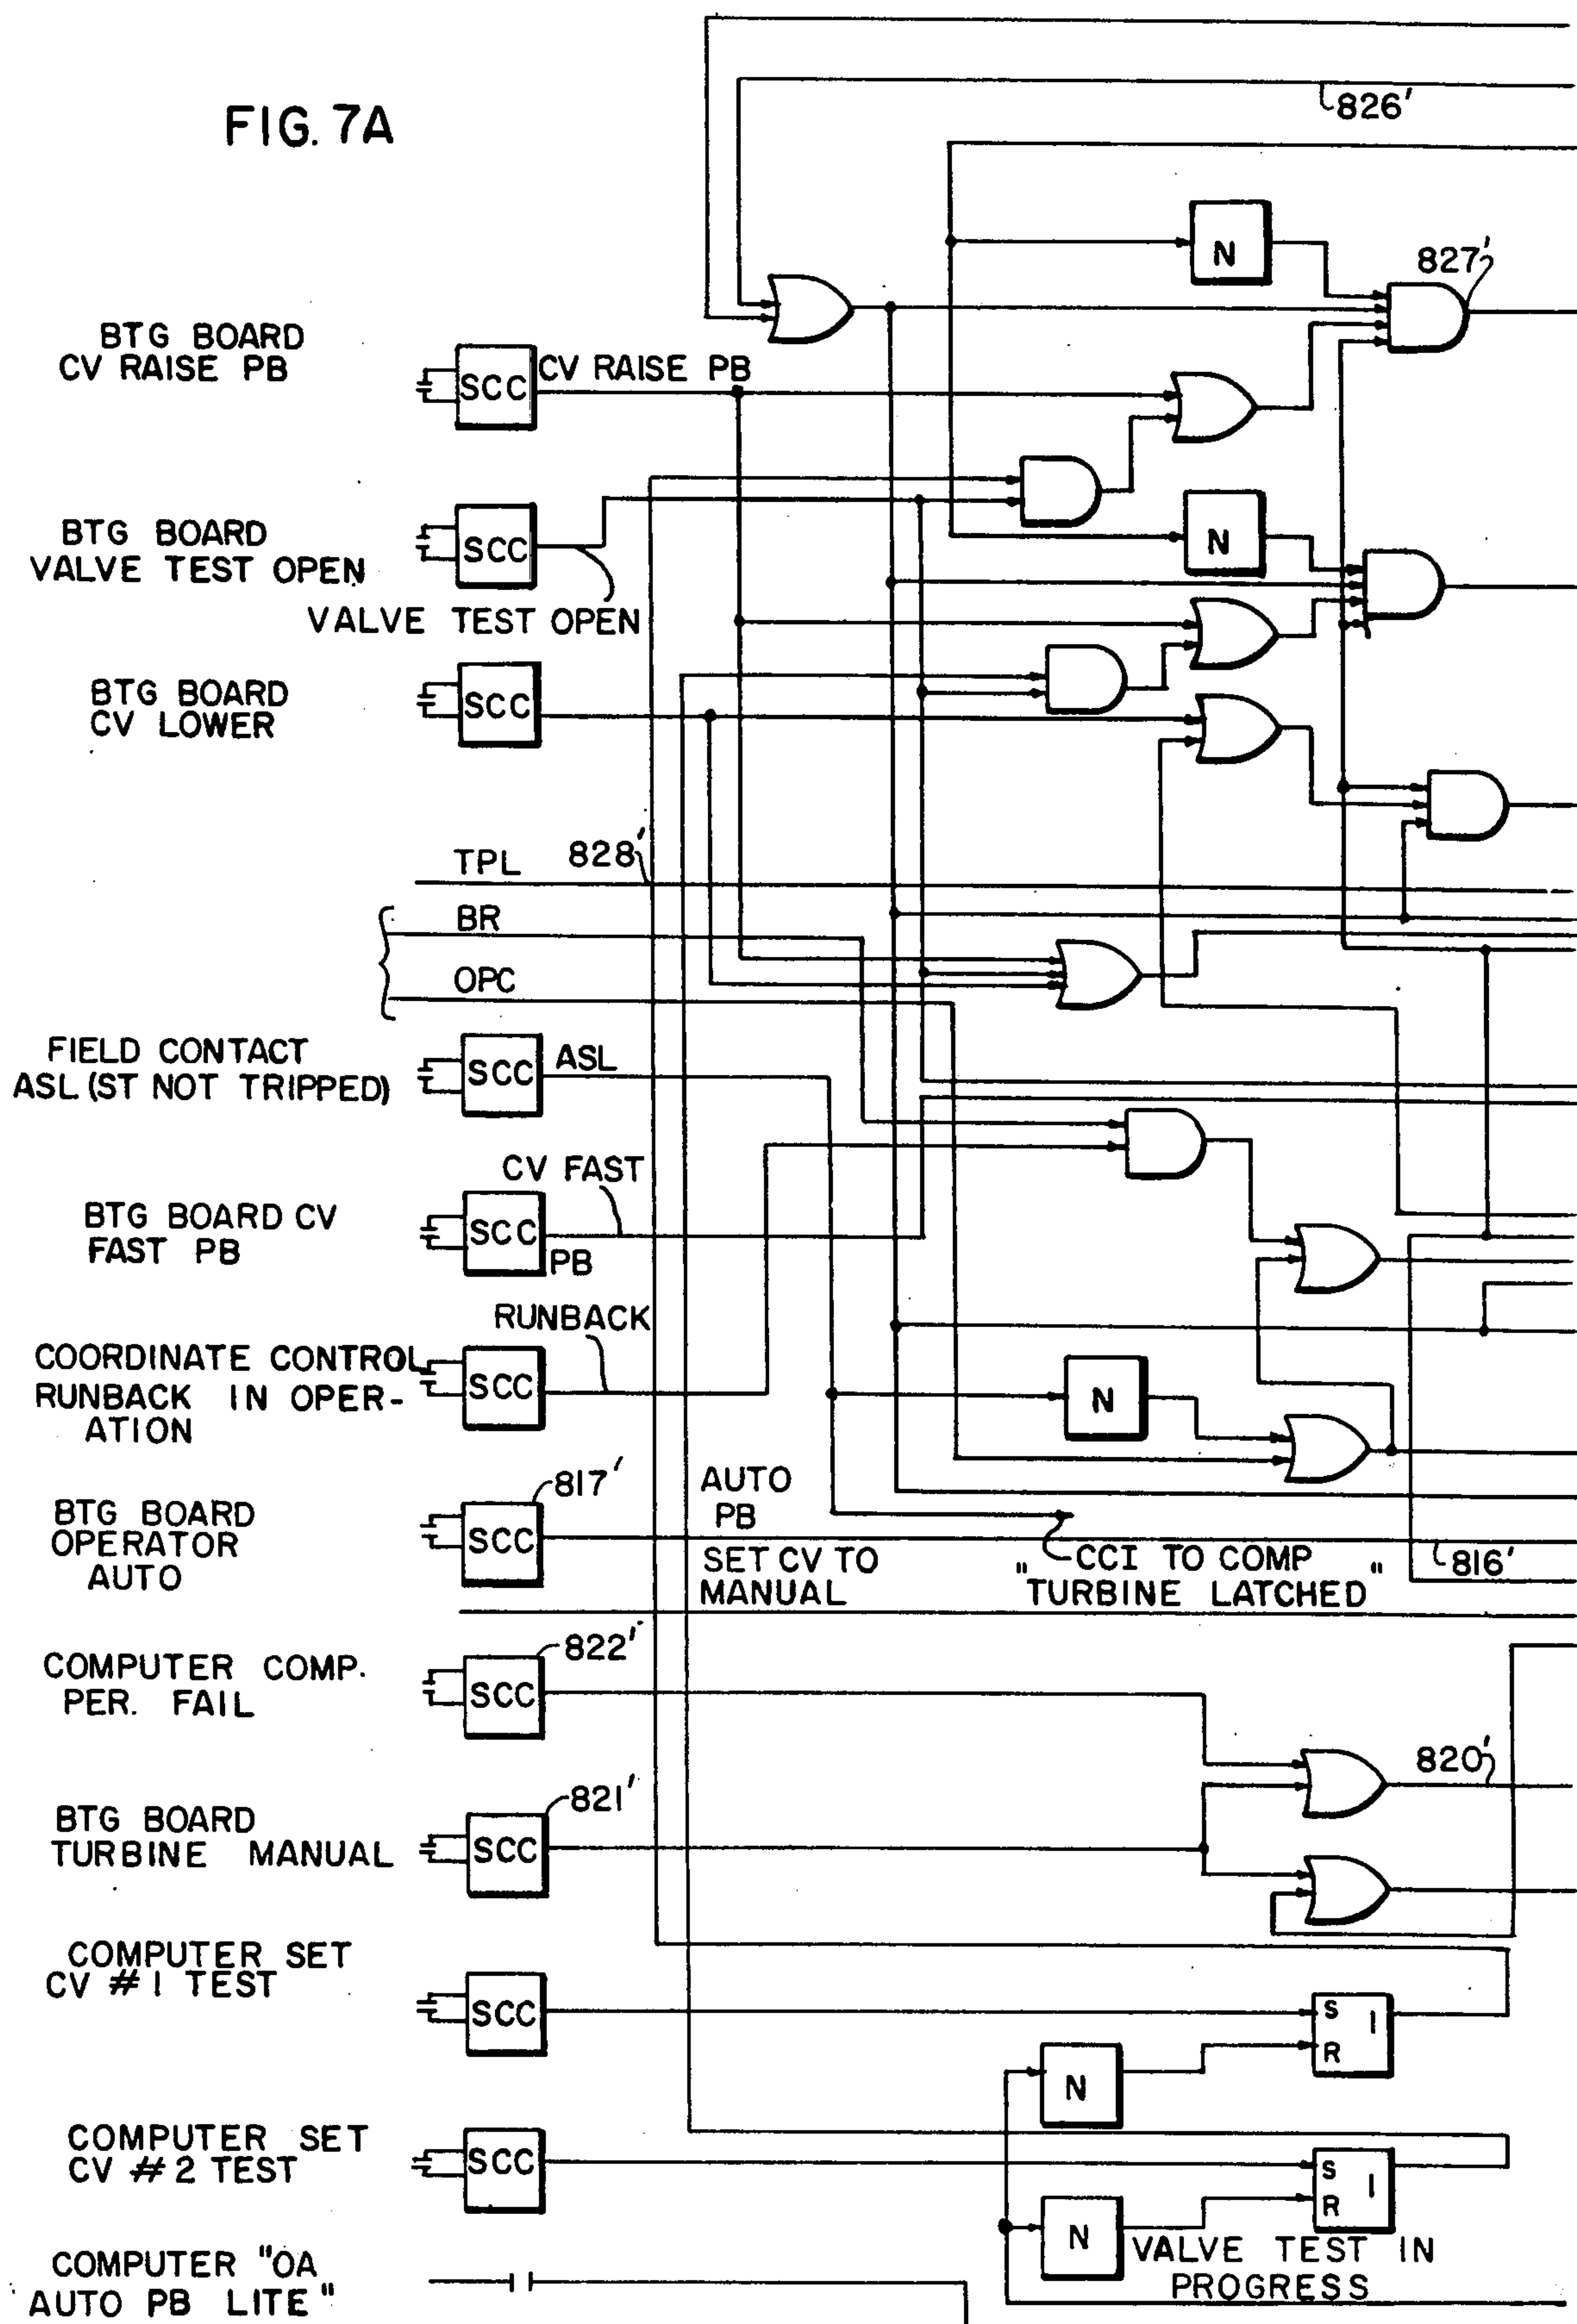 FIG. 7A
826'
N
827'
BTG BOARD
CV RAISE PB
SCC
CV RAISE PB
BTG BOARD
VALVE TEST OPEN
SCC
N
VALVE TEST OPEN
BTG BOARD
CV LOWER
SCC
TPL
828'
BR
OPC
FIELD CONTACT
ASL (ST NOT TRIPPED)
SCC
ASL
BTG BOARD CV
FAST PB
SCC
CV FAST
PB
COORDINATE CONTROL
RUNBACK IN OPER-
ATION
SCC
RUNBACK
N
BTG BOARD
OPERATOR
AUTO
SCC
817'
AUTO
PB
SET CV TO
MANUAL
"CCI TO COMP
TURBINE LATCHED"
816'
COMPUTER COMP.
PER. FAIL
SCC
822'
820'
BTG BOARD
TURBINE MANUAL
SCC
821'
COMPUTER SET
CV #1 TEST
SCC
S
1
R
N
COMPUTER SET
CV #2 TEST
SCC
S
1
R
N
VALVE TEST IN
PROGRESS
COMPUTER "OA
AUTO PB LITE"